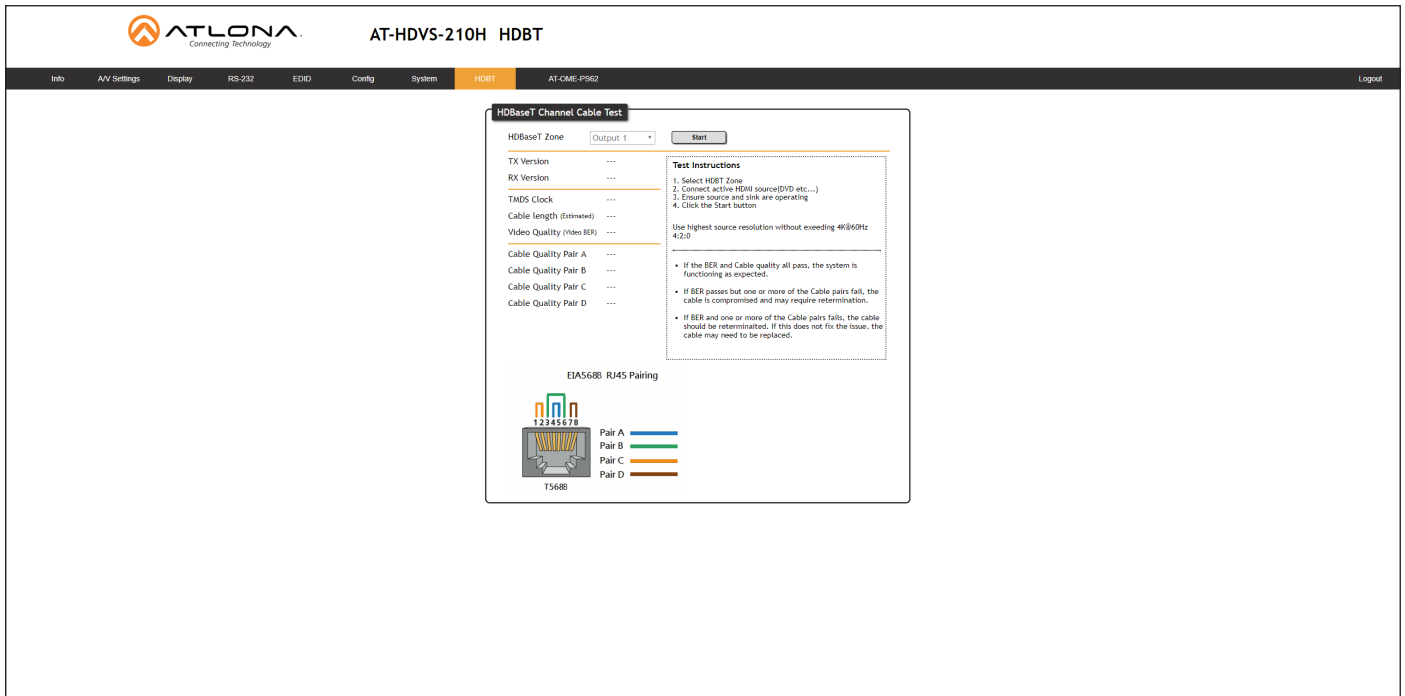 ATLONA.
Connecting Technology
AT-HDVS-210H HDBT
Info A/V Settings Display RS-232 EDID Config System HDBT AT-OME-PS62 Logout
HDBaseT Channel Cable Test
HDBaseT Zone Output 1 Start
TX Version ---
RX Version ---
TMDS Clock ---
Cable length (Estimated) ---
Video Quality (Video BER) ---
Cable Quality Pair A ---
Cable Quality Pair B ---
Cable Quality Pair C ---
Cable Quality Pair D ---
Test Instructions
1. Select HDBT Zone
2. Connect active HDMI source(DVD etc...)
3. Ensure source and sink are operating
4. Click the Start button
Use highest source resolution without exeeding 4K@60Hz
4:2:0
• If the BER and Cable quality all pass, the system is
functioning as expected.
• If BER passes but one or more of the Cable pairs fail, the
cable is compromised and may require retermination.
• If BER and one or more of the Cable pairs fails, the cable
should be reterminaited. If this does not fix the issue, the
cable may need to be replaced.
EIA568B RJ45 Pairing
1 2 3 4 5 6 7 8
Pair A
Pair B
Pair C
Pair D
T568B